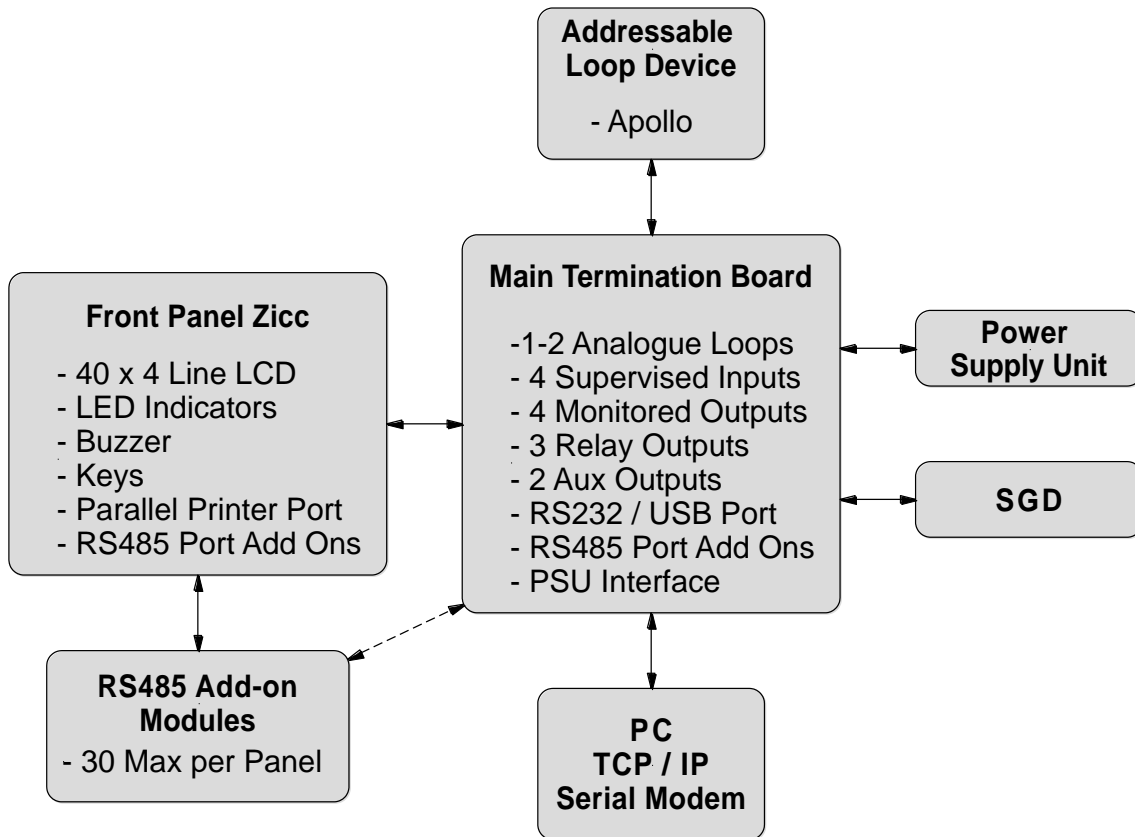 Addressable
Loop Device
- Apollo
Main Termination Board
-1-2 Analogue Loops
- 4 Supervised Inputs
- 4 Monitored Outputs
- 3 Relay Outputs
- 2 Aux Outputs
- RS232 / USB Port
- RS485 Port Add Ons
- PSU Interface
Front Panel Zicc
- 40 x 4 Line LCD
- LED Indicators
- Buzzer
- Keys
- Parallel Printer Port
- RS485 Port Add Ons
Power
Supply Unit
SGD
RS485 Add-on
Modules
- 30 Max per Panel
PC
TCP / IP
Serial Modem